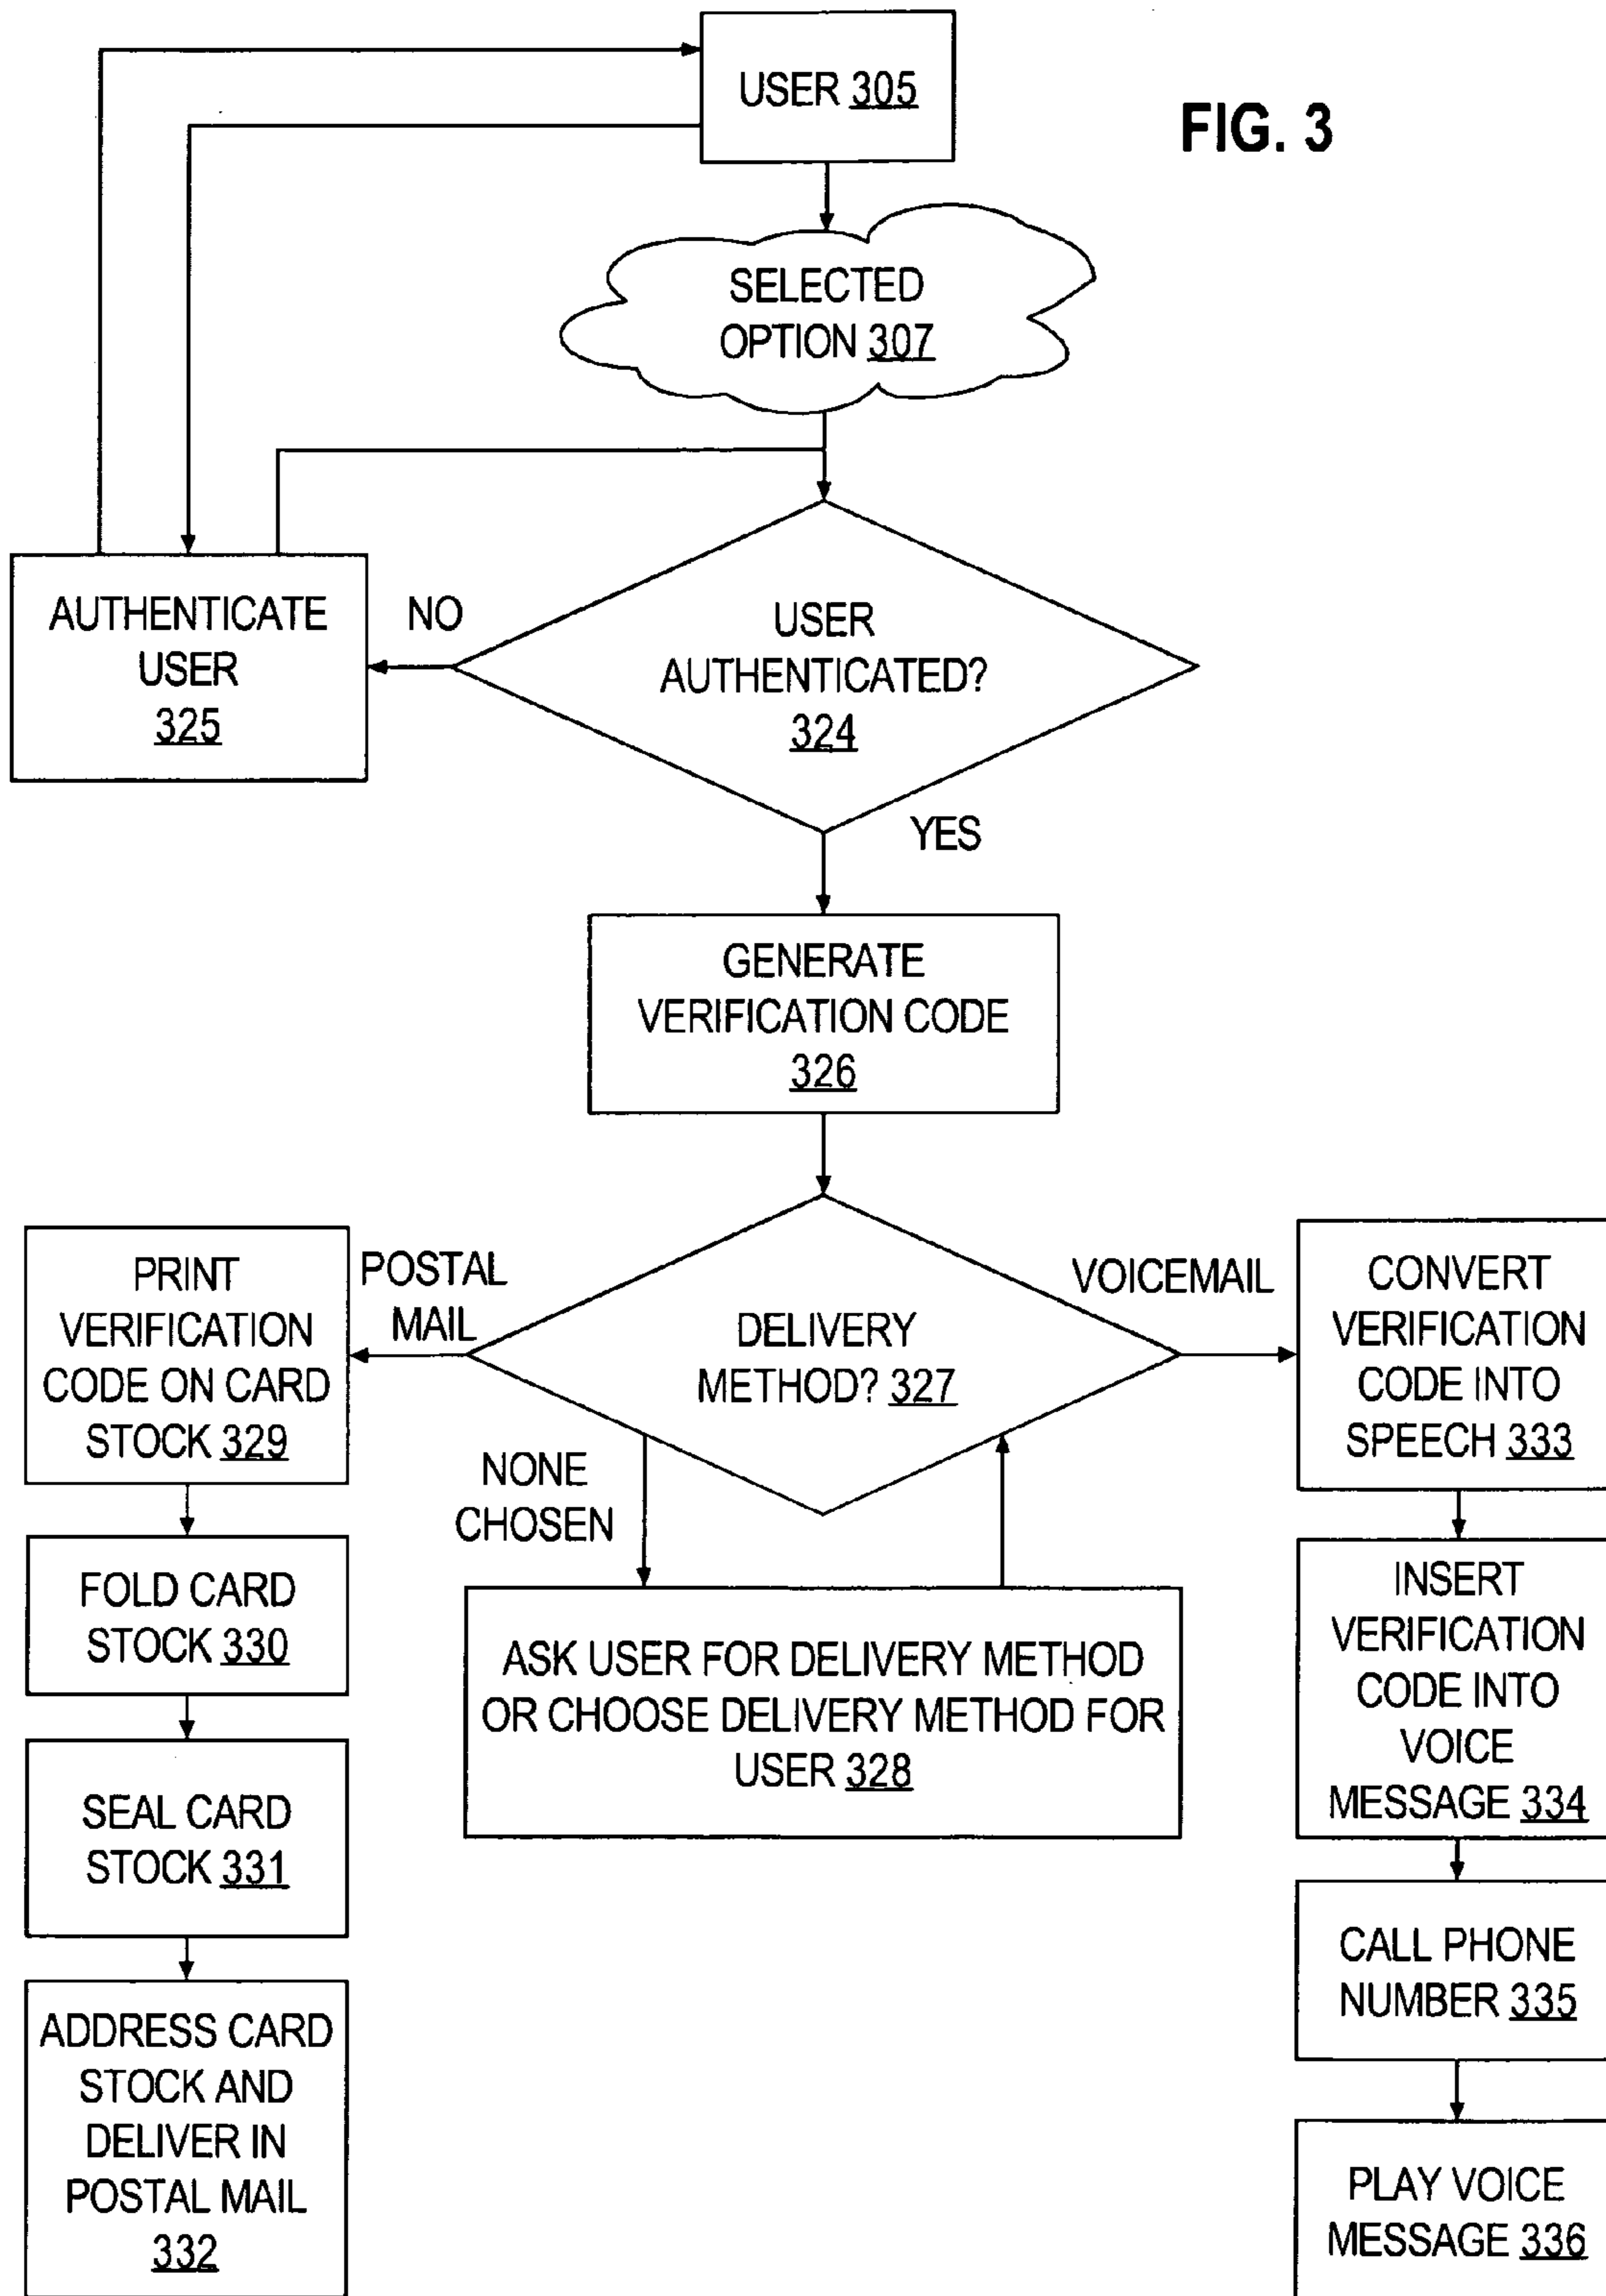 USER 305
FIG. 3
SELECTED
OPTION 307
AUTHENTICATE
USER
325
NO
USER
AUTHENTICATED?
324
YES
GENERATE
VERIFICATION CODE
326
PRINT
VERIFICATION
CODE ON CARD
STOCK 329
POSTAL
MAIL
DELIVERY
METHOD? 327
VOICEMAIL
CONVERT
VERIFICATION
CODE INTO
SPEECH 333
NONE
CHOSEN
FOLD CARD
STOCK 330
ASK USER FOR DELIVERY METHOD
OR CHOOSE DELIVERY METHOD FOR
USER 328
INSERT
VERIFICATION
CODE INTO
VOICE
MESSAGE 334
SEAL CARD
STOCK 331
CALL PHONE
NUMBER 335
ADDRESS CARD
STOCK AND
DELIVER IN
POSTAL MAIL
332
PLAY VOICE
MESSAGE 336